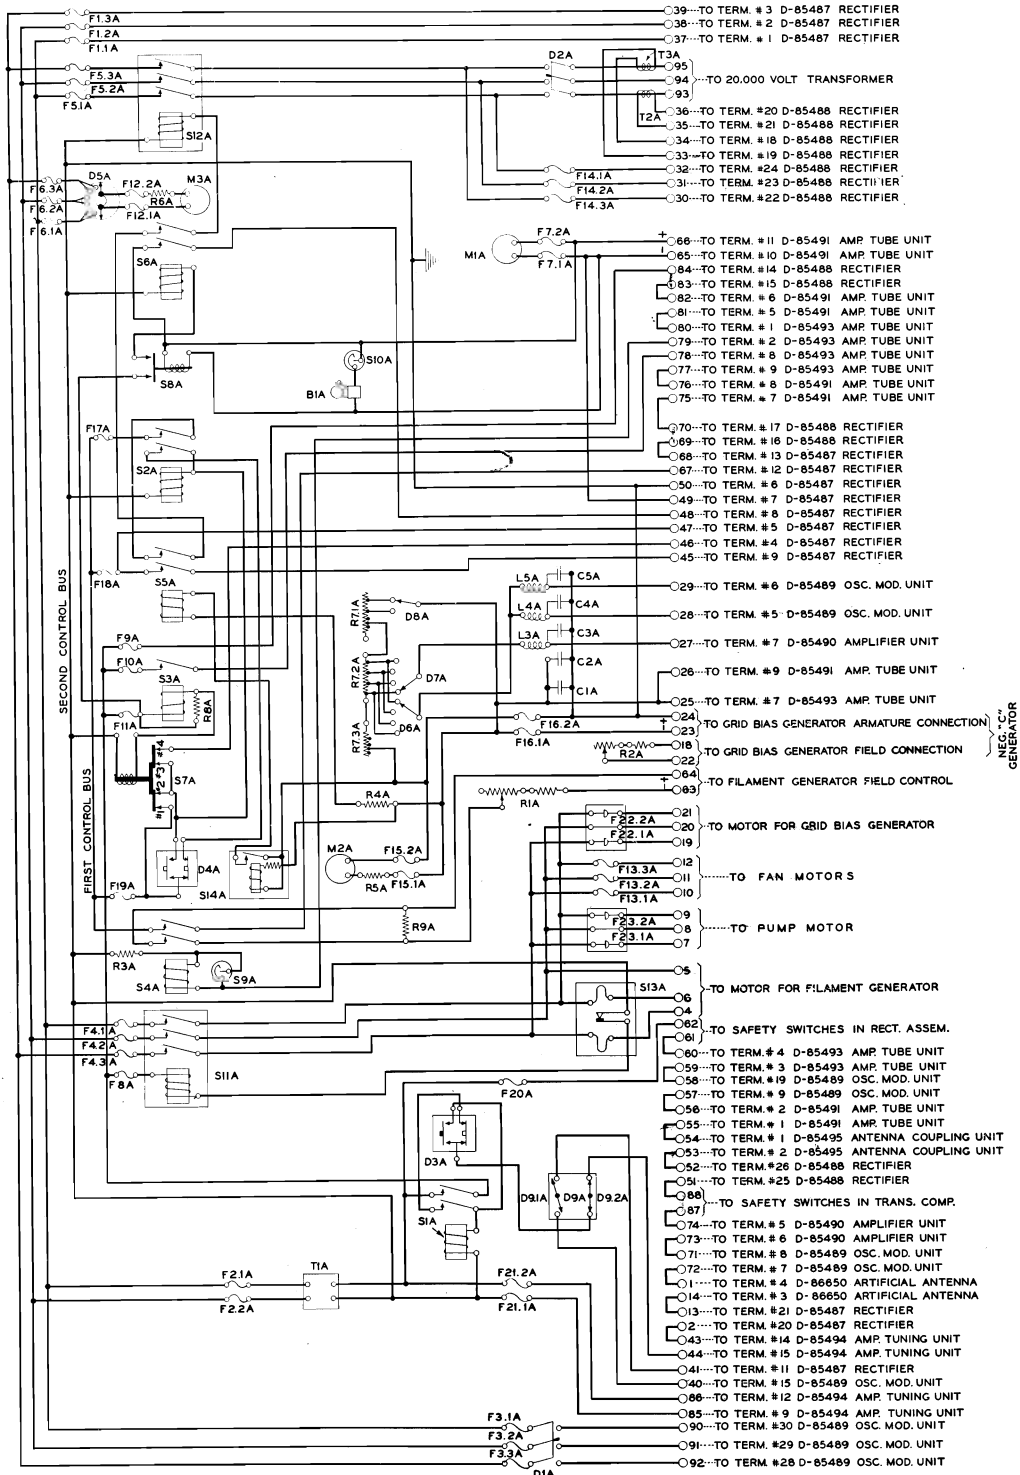 F1.3A
39---TO TERM. #3 D-85487 RECTIFIER
F1.2A
38---TO TERM. #2 D-85487 RECTIFIER
F1.1A
37---TO TERM. #1 D-85487 RECTIFIER
D2A
T3A
F5.3A
95
F5.2A
94
TO 20,000 VOLT TRANSFORMER
F5.1A
93
T2A
36---TO TERM. #20 D-85488 RECTIFIER
35---TO TERM. #21 D-85488 RECTIFIER
S12A
34---TO TERM. #18 D-85488 RECTIFIER
33---TO TERM. #19 D-85488 RECTIFIER
F14.1A
32---TO TERM. #24 D-85488 RECTIFIER
F14.2A
31---TO TERM. #23 D-85488 RECTIFIER
F14.3A
30---TO TERM. #22 D-85488 RECTIFIER
D5A
F6.3A
F12.2A
M3A
F6.2A
R6A
F6.1A
F12.1A
M1A
F7.2A
+
66---TO TERM. #11 D-85491 AMP. TUBE UNIT
F7.1A
-
65---TO TERM. #10 D-85491 AMP. TUBE UNIT
S6A
84---TO TERM. #14 D-85488 RECTIFIER
83---TO TERM. #15 D-85488 RECTIFIER
82---TO TERM. #6 D-85491 AMP. TUBE UNIT
81---TO TERM. #5 D-85491 AMP. TUBE UNIT
80---TO TERM. #1 D-85493 AMP. TUBE UNIT
79---TO TERM. #2 D-85493 AMP. TUBE UNIT
S10A
78---TO TERM. #8 D-85493 AMP. TUBE UNIT
77---TO TERM. #9 D-85493 AMP. TUBE UNIT
S8A
B1A
76---TO TERM. #8 D-85491 AMP. TUBE UNIT
75---TO TERM. #7 D-85491 AMP. TUBE UNIT
F17A
70---TO TERM. #17 D-85488 RECTIFIER
69---TO TERM. #16 D-85488 RECTIFIER
68---TO TERM. #13 D-85487 RECTIFIER
S2A
67---TO TERM. #12 D-85487 RECTIFIER
50---TO TERM. #6 D-85487 RECTIFIER
49---TO TERM. #7 D-85487 RECTIFIER
48---TO TERM. #8 D-85487 RECTIFIER
47---TO TERM. #5 D-85487 RECTIFIER
46---TO TERM. #4 D-85487 RECTIFIER
45---TO TERM. #9 D-85487 RECTIFIER
F18A
S5A
L5A
C5A
29---TO TERM. #6 D-85489 OSC. MOD. UNIT
R7.1A
D8A
L4A
C4A
28---TO TERM. #5 D-85489 OSC. MOD. UNIT
F9A
L3A
C3A
27---TO TERM. #7 D-85490 AMPLIFIER UNIT
F10A
R7.2A
C2A
26---TO TERM. #9 D-85491 AMP. TUBE UNIT
S3A
R8A
D7A
C1A
SECOND CONTROL BUS
25---TO TERM. #7 D-85493 AMP. TUBE UNIT
F11A
R7.3A
D6A
F16.2A
24
TO GRID BIAS GENERATOR ARMATURE CONNECTION
F16.1A
+
23
NEG. "C" GENERATOR
#4
#3
#2
#1
S7A
R2A
18
TO GRID BIAS GENERATOR FIELD CONNECTION
22
64
TO FILAMENT GENERATOR FIELD CONTROL
R4A
R1A
+
63
F22.2A
21
20
TO MOTOR FOR GRID BIAS GENERATOR
F22.1A
19
FIRST CONTROL BUS
D4A
M2A
F15.2A
R5A
F15.1A
F13.3A
12
F13.2A
11
TO FAN MOTORS
F13.1A
10
F19A
S14A
R9A
F23.2A
9
8
TO PUMP MOTOR
F23.1A
7
R3A
S4A
S9A
5
S13A
6
TO MOTOR FOR FILAMENT GENERATOR
4
F4.1A
62
TO SAFETY SWITCHES IN RECT. ASSEM.
F4.2A
61
F4.3A
60---TO TERM. #4 D-85493 AMP. TUBE UNIT
59---TO TERM. #3 D-85493 AMP. TUBE UNIT
F8A
S11A
F20A
58---TO TERM. #19 D-85489 OSC. MOD. UNIT
57---TO TERM. #9 D-85489 OSC. MOD. UNIT
56---TO TERM. #2 D-85491 AMP. TUBE UNIT
55---TO TERM. #1 D-85491 AMP. TUBE UNIT
54---TO TERM. #1 D-85495 ANTENNA COUPLING UNIT
53---TO TERM. #2 D-85495 ANTENNA COUPLING UNIT
D3A
52---TO TERM. #26 D-85488 RECTIFIER
51---TO TERM. #25 D-85488 RECTIFIER
D9.1A
D9A
D9.2A
88
TO SAFETY SWITCHES IN TRANS. COMP.
87
S1A
74---TO TERM. #5 D-85490 AMPLIFIER UNIT
73---TO TERM. #6 D-85490 AMPLIFIER UNIT
71---TO TERM. #8 D-85489 OSC. MOD. UNIT
F2.1A
T1A
F21.2A
72---TO TERM. #7 D-85489 OSC. MOD. UNIT
1---TO TERM. #4 D-86650 ARTIFICIAL ANTENNA
F2.2A
F21.1A
14---TO TERM. #3 D-86650 ARTIFICIAL ANTENNA
13---TO TERM. #21 D-85487 RECTIFIER
2---TO TERM. #20 D-85487 RECTIFIER
43---TO TERM. #14 D-85494 AMP. TUNING UNIT
44---TO TERM. #15 D-85494 AMP. TUNING UNIT
41---TO TERM. #11 D-85487 RECTIFIER
40---TO TERM. #15 D-85489 OSC. MOD. UNIT
86---TO TERM. #12 D-85494 AMP. TUNING UNIT
85---TO TERM. #9 D-85494 AMP. TUNING UNIT
F3.1A
90---TO TERM. #30 D-85489 OSC. MOD. UNIT
F3.2A
91---TO TERM. #29 D-85489 OSC. MOD. UNIT
F3.3A
D1A
92---TO TERM. #28 D-85489 OSC. MOD. UNIT